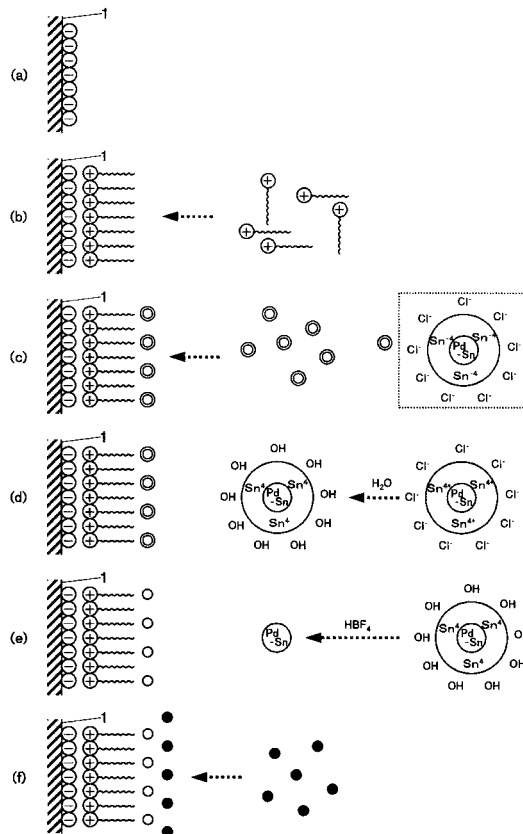 1
(a)
1
(b)
1
(c)
Cl⁻
Cl⁻ Cl⁻
Sn⁻⁴ Sn⁻⁴
Cl⁻ Pd Cl⁻
-Sn
Sn⁻⁴
Cl⁻ Cl⁻
Cl⁻ Cl⁻
1
(d)
OH
OH OH
Sn⁴ Sn⁴
OH Pd OH
-Sn
Sn⁴
OH OH
OH OH
H₂O
Cl⁻
Cl⁻ Cl⁻
Sn⁴⁺ Sn⁴⁺
Cl⁻ Pd Cl⁻
-Sn
Sn⁴⁺
Cl⁻ Cl⁻
Cl⁻ Cl⁻
1
(e)
Pd
-Sn
HBF₄
OH
OH OH
Sn⁴ Sn⁴
OH Pd
-Sn
Sn⁴
OH OH
OH OH
1
(f)